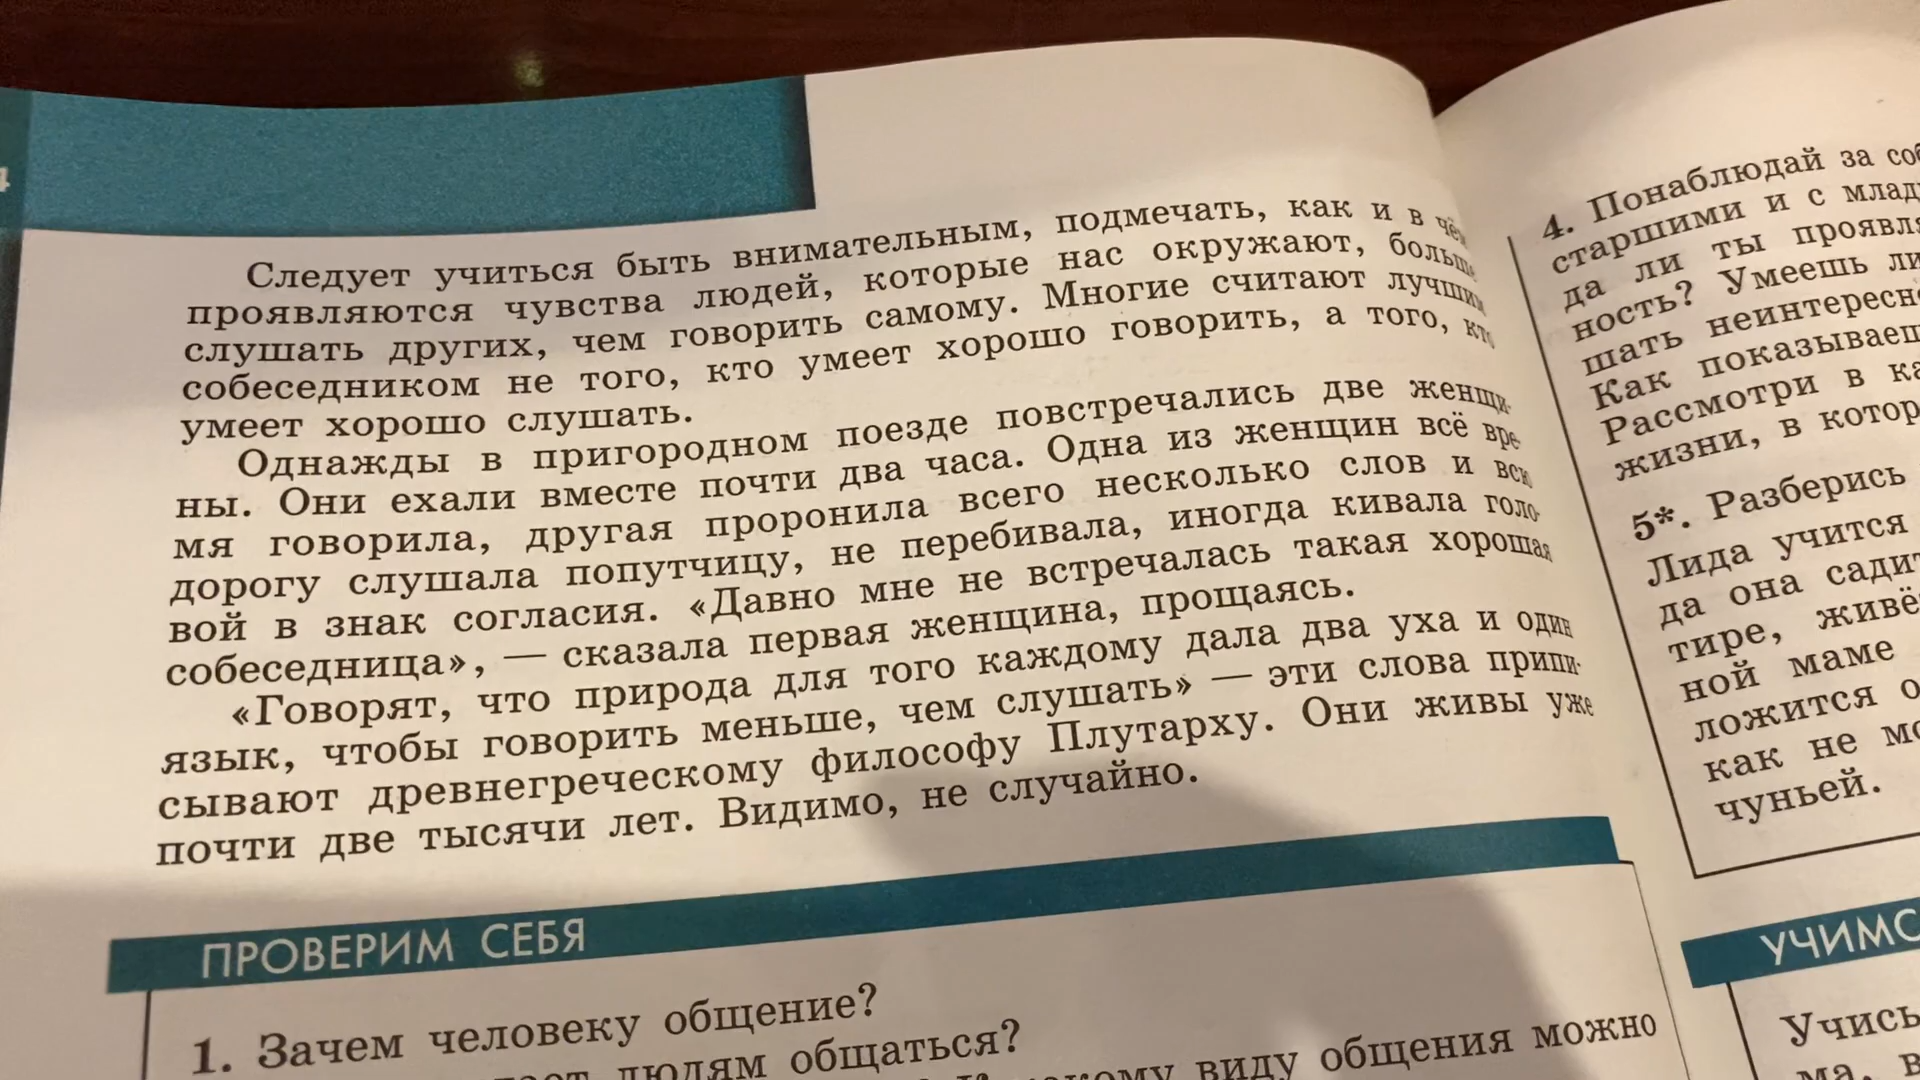 Следует учиться быть внимательным, подмечать, как и в чём
проявляются чувства людей, которые нас окружают, больше
слушать других, чем говорить самому. Многие считают лучшим
собеседником не того, кто умеет хорошо говорить, а того, кто
умеет хорошо слушать.
Однажды в пригородном поезде повстречались две женщи-
ны. Они ехали вместе почти два часа. Одна из женщин всё вре-
мя говорила, другая проронила всего несколько слов и всю
дорогу слушала попутчицу, не перебивала, иногда кивала голо-
вой в знак согласия. «Давно мне не встречалась такая хорошая
собеседница», — сказала первая женщина, прощаясь.
«Говорят, что природа для того каждому дала два уха и один
язык, чтобы говорить меньше, чем слушать» — эти слова припи-
сывают древнегреческому философу Плутарху. Они живы уже
почти две тысячи лет. Видимо, не случайно.
ПРОВЕРИМ СЕБЯ
1. Зачем человеку общение?
людям общаться?
виду общения можно
4. Понаблюдай за
старшими и с
да ли ты
ность? Умеешь ли
шать
Как
Рассмотри в
жизни, в
5*. Разберись
Лида учится
да она
тире,
ной маме
ложится
как не
чуньей.
Учись